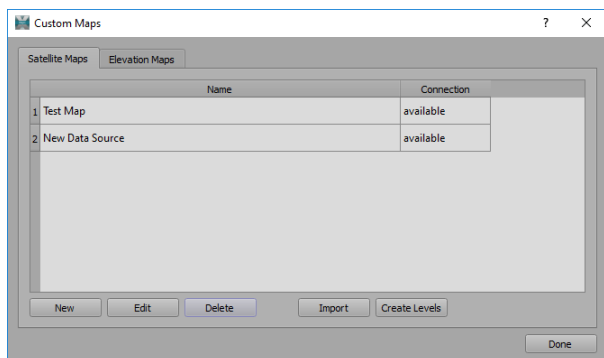 Custom Maps ? ×
Satellite Maps Elevation Maps
Name Connection
1 Test Map available
2 New Data Source available
New Edit Delete Import Create Levels
Done